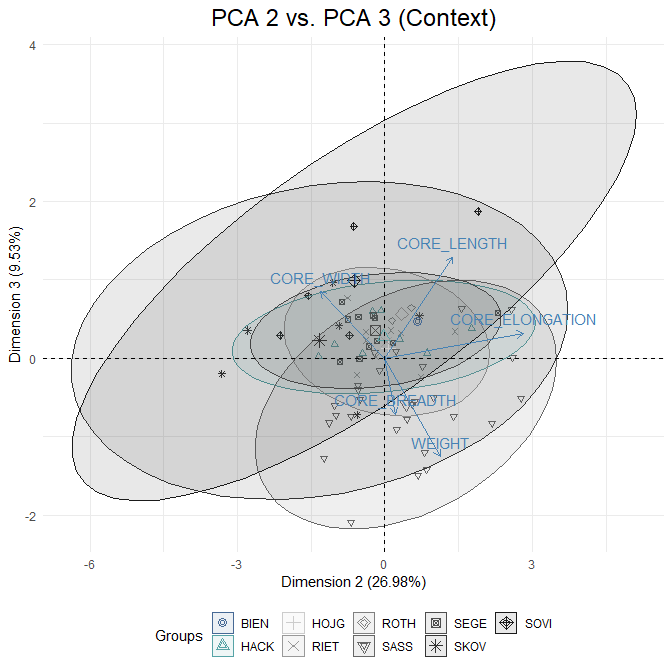 PCA 2 vs. PCA 3 (Context)
4
2
0
-2
Dimension 3 (9.53%)
CORE_LENGTH
CORE_WIDTH
CORE_ELONGATION
CORE_BREADTH
WEIGHT
-6 -3 0 3
Dimension 2 (26.98%)
Groups
BIEN HOJG ROTH SEGE SOVI
HACK RIET SASS SKOV